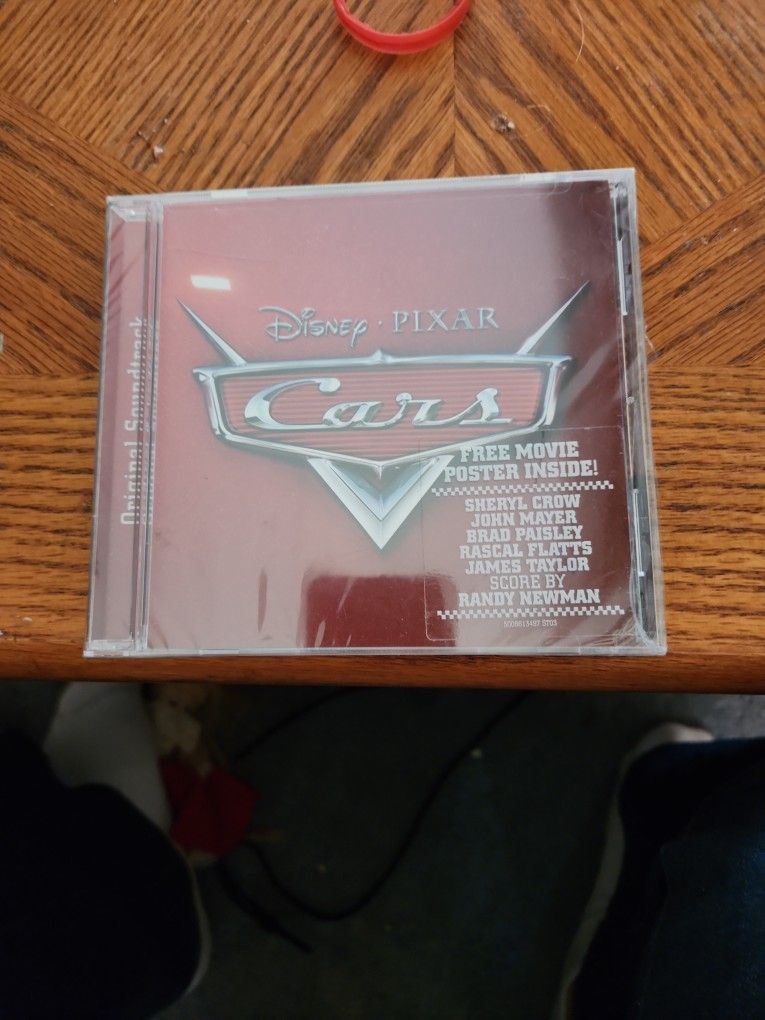 Original Soundtrack
Disney · PIXAR
Cars
FREE MOVIE
POSTER INSIDE!
SHERYL CROW
JOHN MAYER
BRAD PAISLEY
RASCAL FLATTS
JAMES TAYLOR
SCORE BY
RANDY NEWMAN